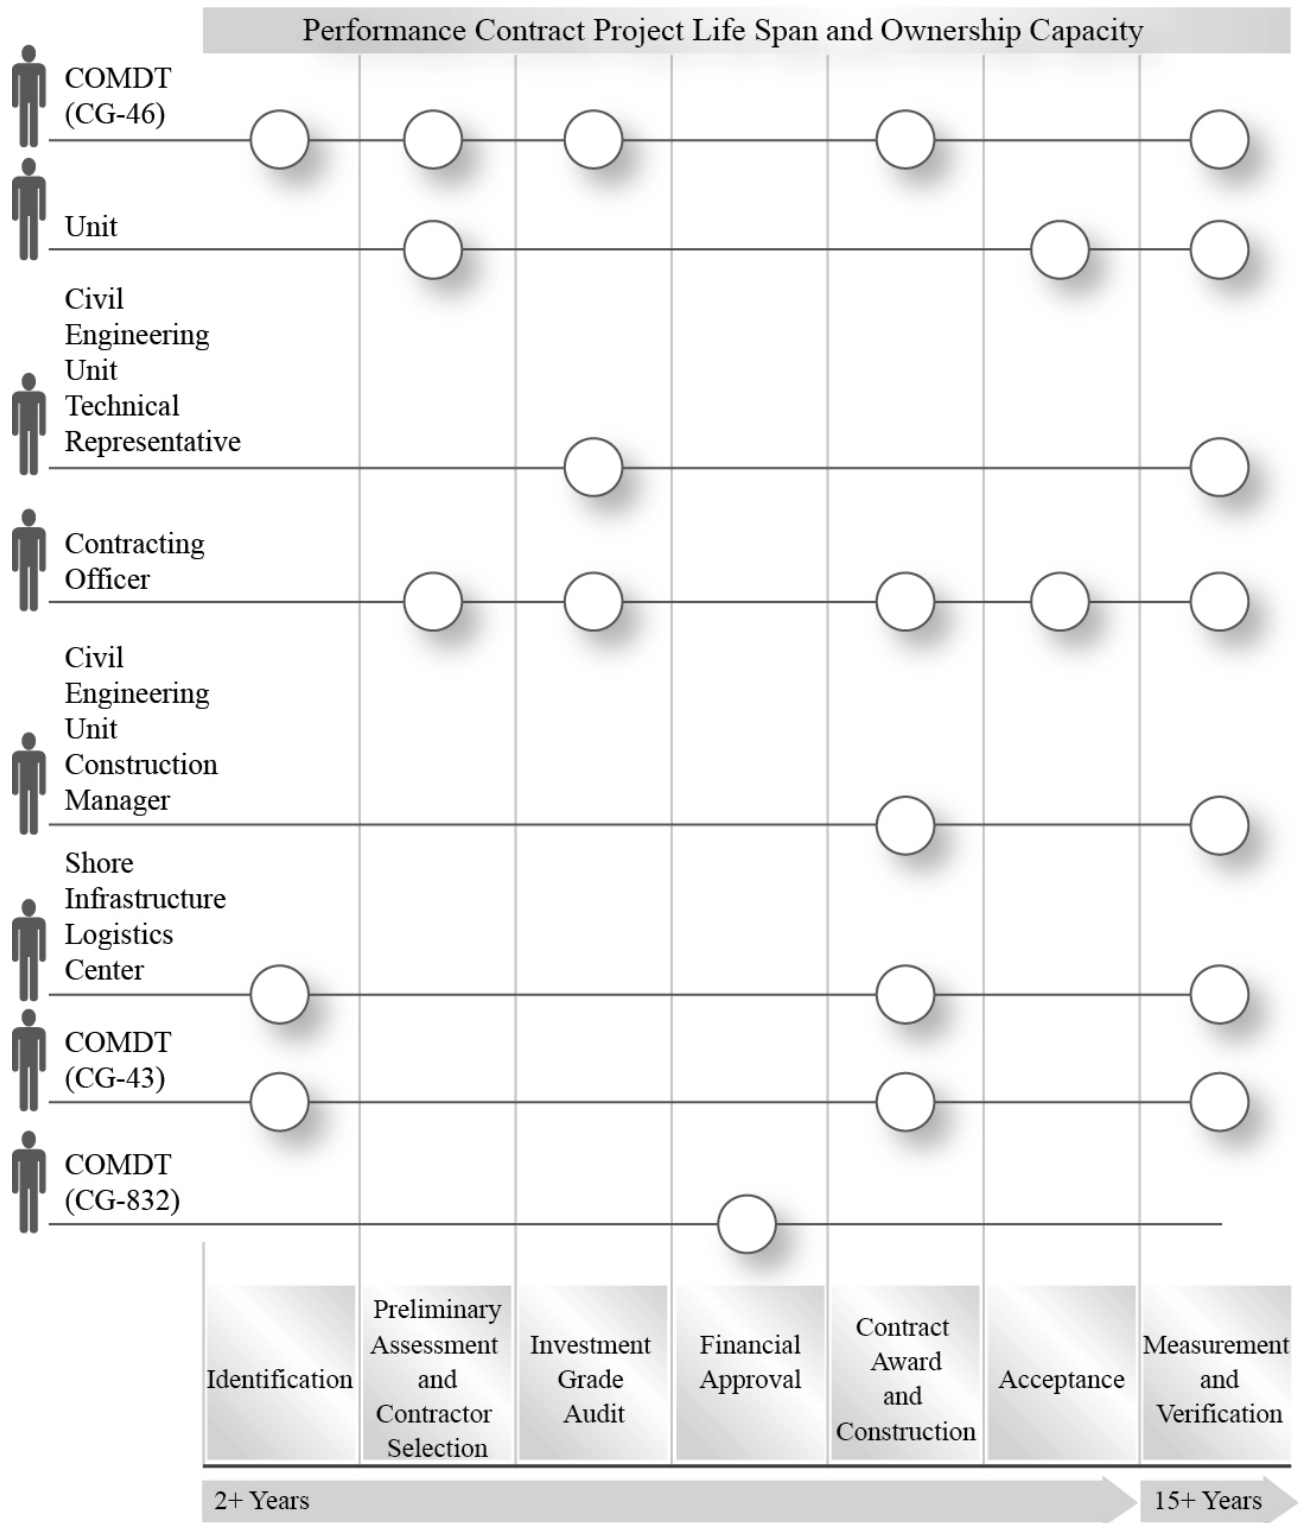 Performance Contract Project Life Span and Ownership Capacity
COMDT
(CG-46)
Unit
Civil
Engineering
Unit
Technical
Representative
Contracting
Officer
Civil
Engineering
Unit
Construction
Manager
Shore
Infrastructure
Logistics
Center
COMDT
(CG-43)
COMDT
(CG-832)
Identification
Preliminary
Assessment
and
Contractor
Selection
Investment
Grade
Audit
Financial
Approval
Contract
Award
and
Construction
Acceptance
Measurement
and
Verification
2+ Years
15+ Years